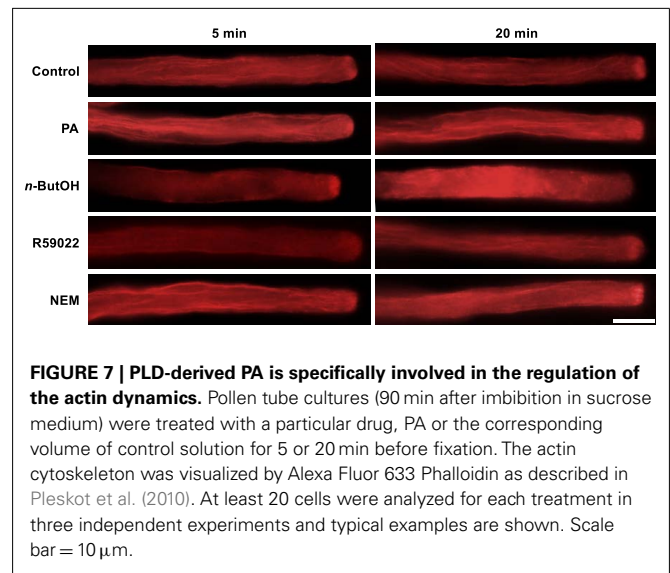 5 min 20 min
Control
PA
n-ButOH
R59022
NEM
FIGURE 7 | PLD-derived PA is specifically involved in the regulation of
the actin dynamics. Pollen tube cultures (90 min after imbibition in sucrose
medium) were treated with a particular drug, PA or the corresponding
volume of control solution for 5 or 20 min before fixation. The actin
cytoskeleton was visualized by Alexa Fluor 633 Phalloidin as described in
Pleskot et al. (2010). At least 20 cells were analyzed for each treatment in
three independent experiments and typical examples are shown. Scale
bar = 10 μm.